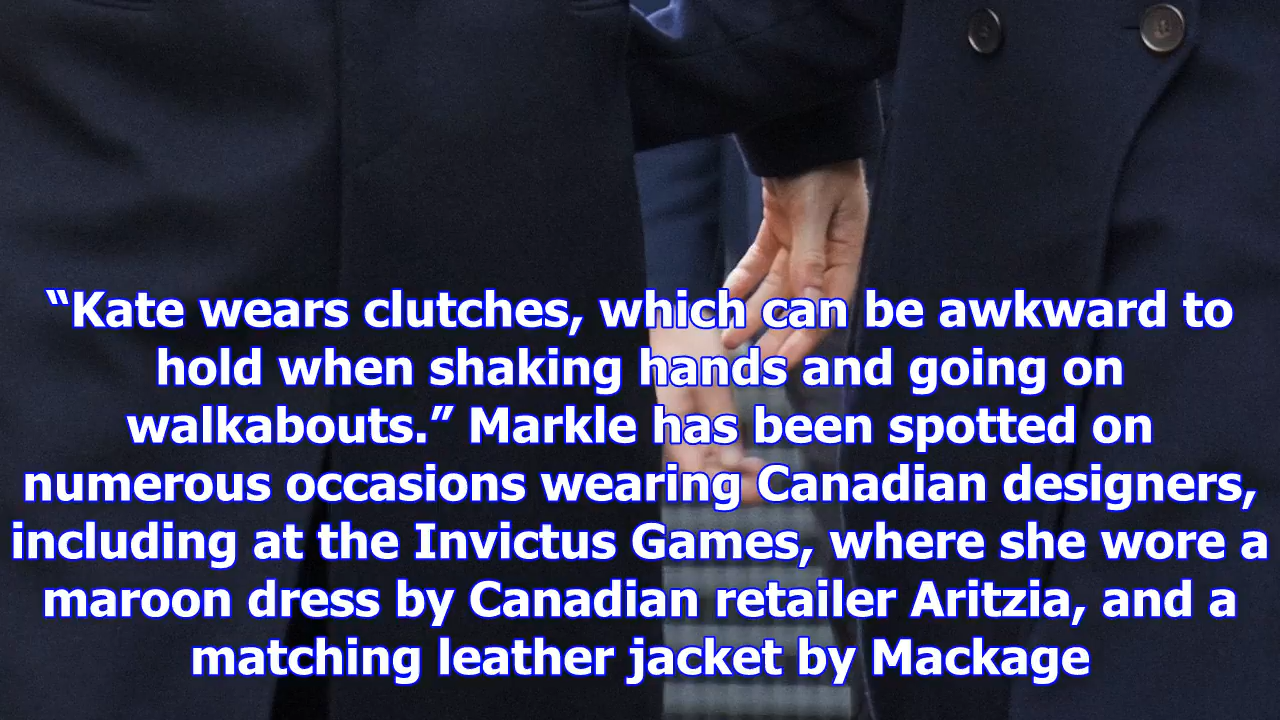 “Kate wears clutches, which can be awkward to
hold when shaking hands and going on
walkabouts.” Markle has been spotted on
numerous occasions wearing Canadian designers,
including at the Invictus Games, where she wore a
maroon dress by Canadian retailer Aritzia, and a
matching leather jacket by Mackage